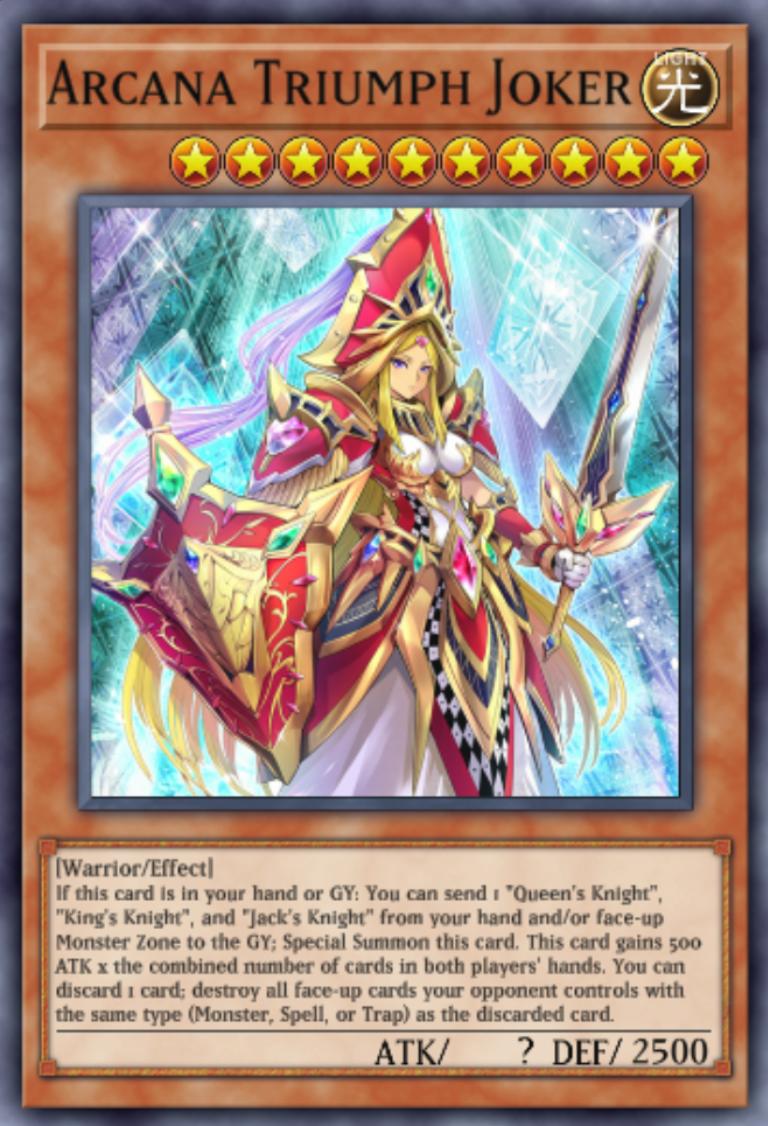 ARCANA TRIUMPH JOKER
LIGHT
光
[Warrior/Effect]
If this card is in your hand or GY: You can send 1 "Queen's Knight",
"King's Knight", and "Jack's Knight" from your hand and/or face-up
Monster Zone to the GY; Special Summon this card. This card gains 500
ATK x the combined number of cards in both players' hands. You can
discard 1 card; destroy all face-up cards your opponent controls with
the same type (Monster, Spell, or Trap) as the discarded card.
ATK/ ? DEF/ 2500